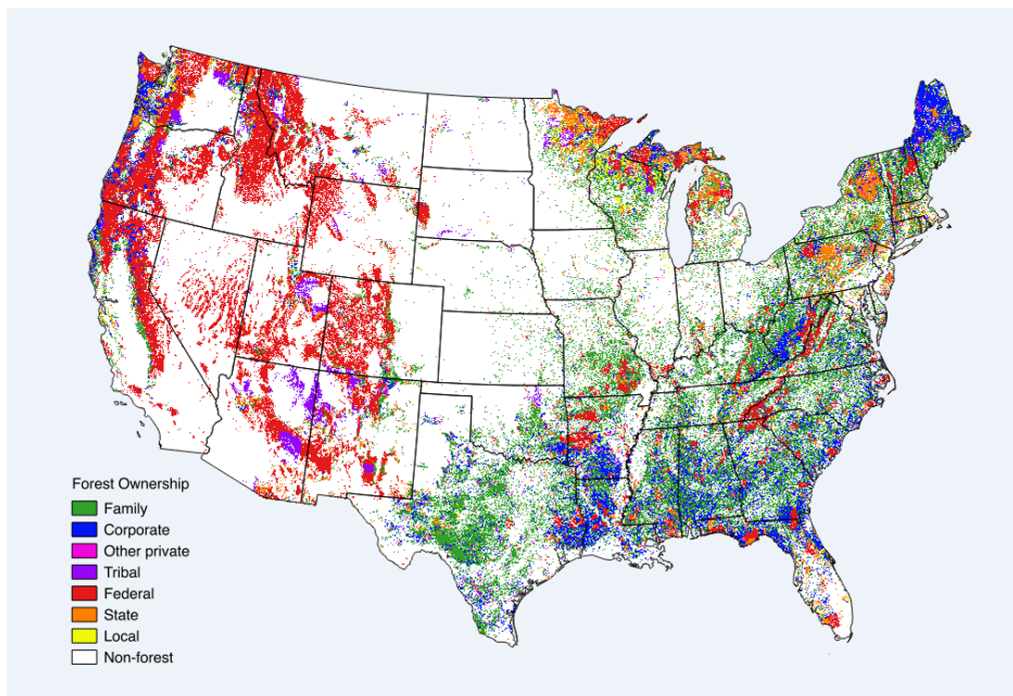 Forest Ownership
Family
Corporate
Other private
Tribal
Federal
State
Local
Non-forest